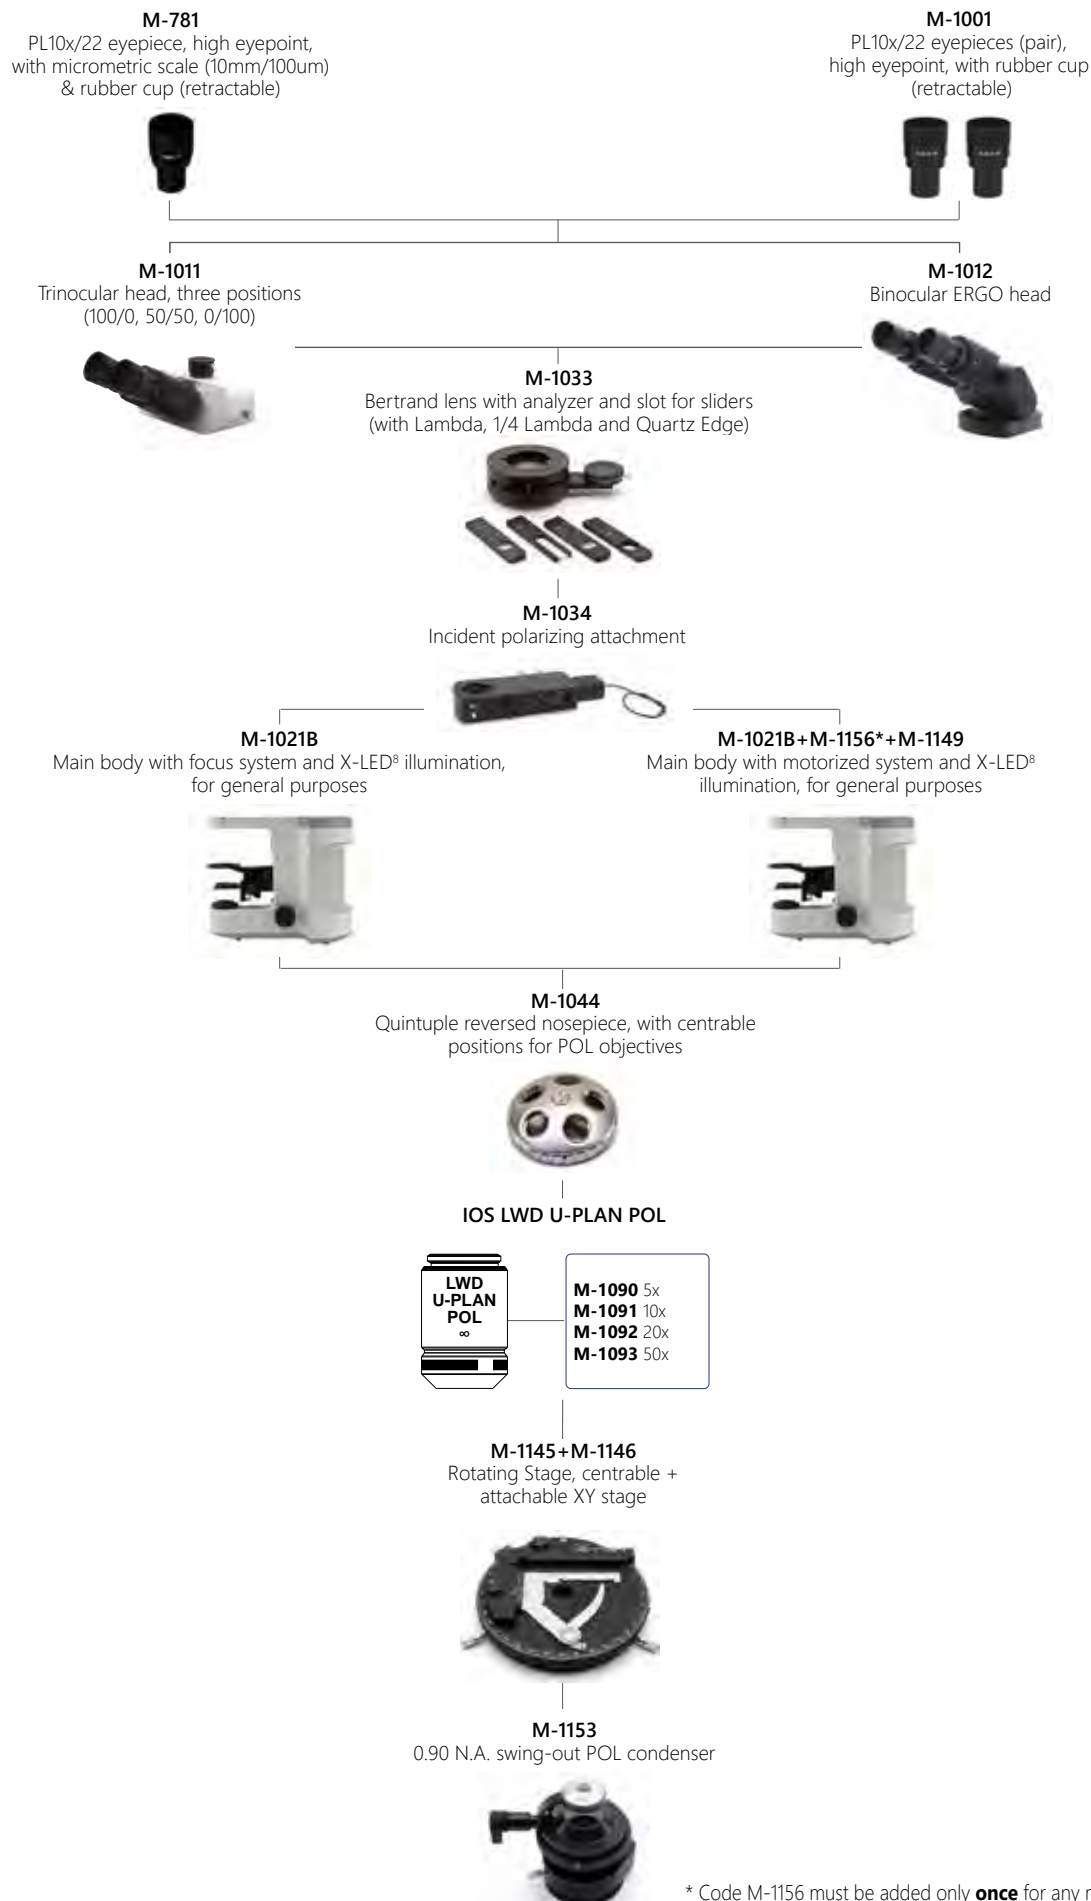 M-781
PL10x/22 eyepiece, high eyepoint,
with micrometric scale (10mm/100um)
& rubber cup (retractable)
M-1001
PL10x/22 eyepieces (pair),
high eyepoint, with rubber cup
(retractable)
M-1011
Trinocular head, three positions
(100/0, 50/50, 0/100)
M-1012
Binocular ERGO head
M-1033
Bertrand lens with analyzer and slot for sliders
(with Lambda, 1/4 Lambda and Quartz Edge)
M-1034
Incident polarizing attachment
M-1021B
Main body with focus system and X-LED⁸ illumination,
for general purposes
M-1021B+M-1156*+M-1149
Main body with motorized system and X-LED⁸
illumination, for general purposes
M-1044
Quintuple reversed nosepiece, with centrable
positions for POL objectives
IOS LWD U-PLAN POL
LWD
U-PLAN
POL
∞
M-1090 5x
M-1091 10x
M-1092 20x
M-1093 50x
M-1145+M-1146
Rotating Stage, centrable +
attachable XY stage
M-1153
0.90 N.A. swing-out POL condenser
* Code M-1156 must be added only once for any